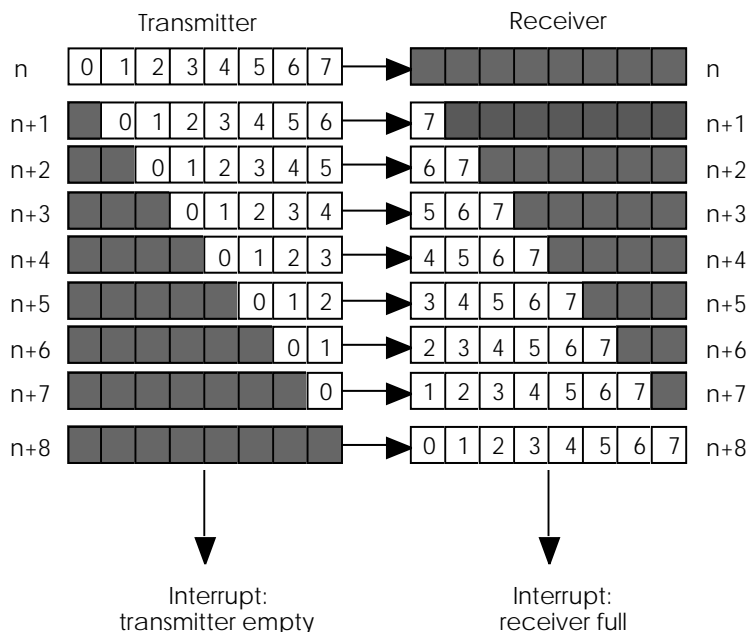 Transmitter Receiver
n 0 1 2 3 4 5 6 7 n
n+1 0 1 2 3 4 5 6 7 n+1
n+2 0 1 2 3 4 5 6 7 n+2
n+3 0 1 2 3 4 5 6 7 n+3
n+4 0 1 2 3 4 5 6 7 n+4
n+5 0 1 2 3 4 5 6 7 n+5
n+6 0 1 2 3 4 5 6 7 n+6
n+7 0 1 2 3 4 5 6 7 n+7
n+8 0 1 2 3 4 5 6 7 n+8
Interrupt: Interrupt:
transmitter empty receiver full